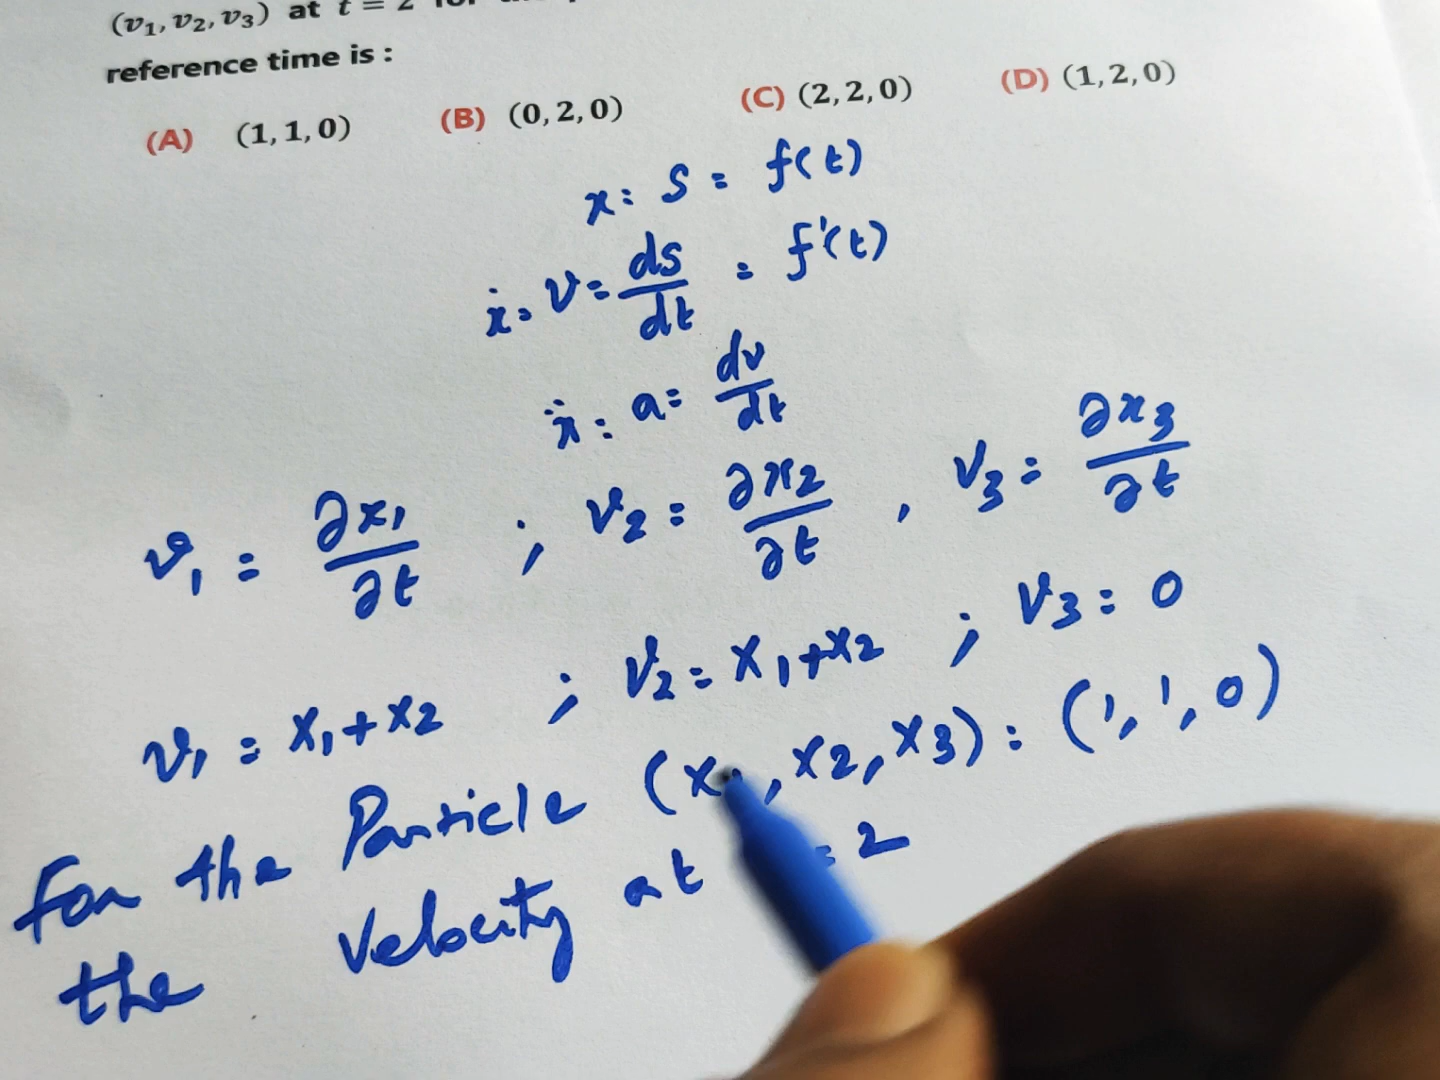 (v₁, v₂, v₃) at t = 2
reference time is :
(A) (1, 1, 0) (B) (0, 2, 0) (C) (2, 2, 0) (D) (1, 2, 0)
x = S = f(t)
ẋ = v = ds/dt = f'(t)
ẍ = a = dv/dt
v₁ = ∂x₁/∂t ; v₂ = ∂x₂/∂t , v₃ = ∂x₃/∂t
v₁ = x₁+x₂ ; v₂ = x₁+x₂ ; v₃ = 0
For the Particle (x₁, x₂, x₃) = (1, 1, 0)
the velocity at t = 2